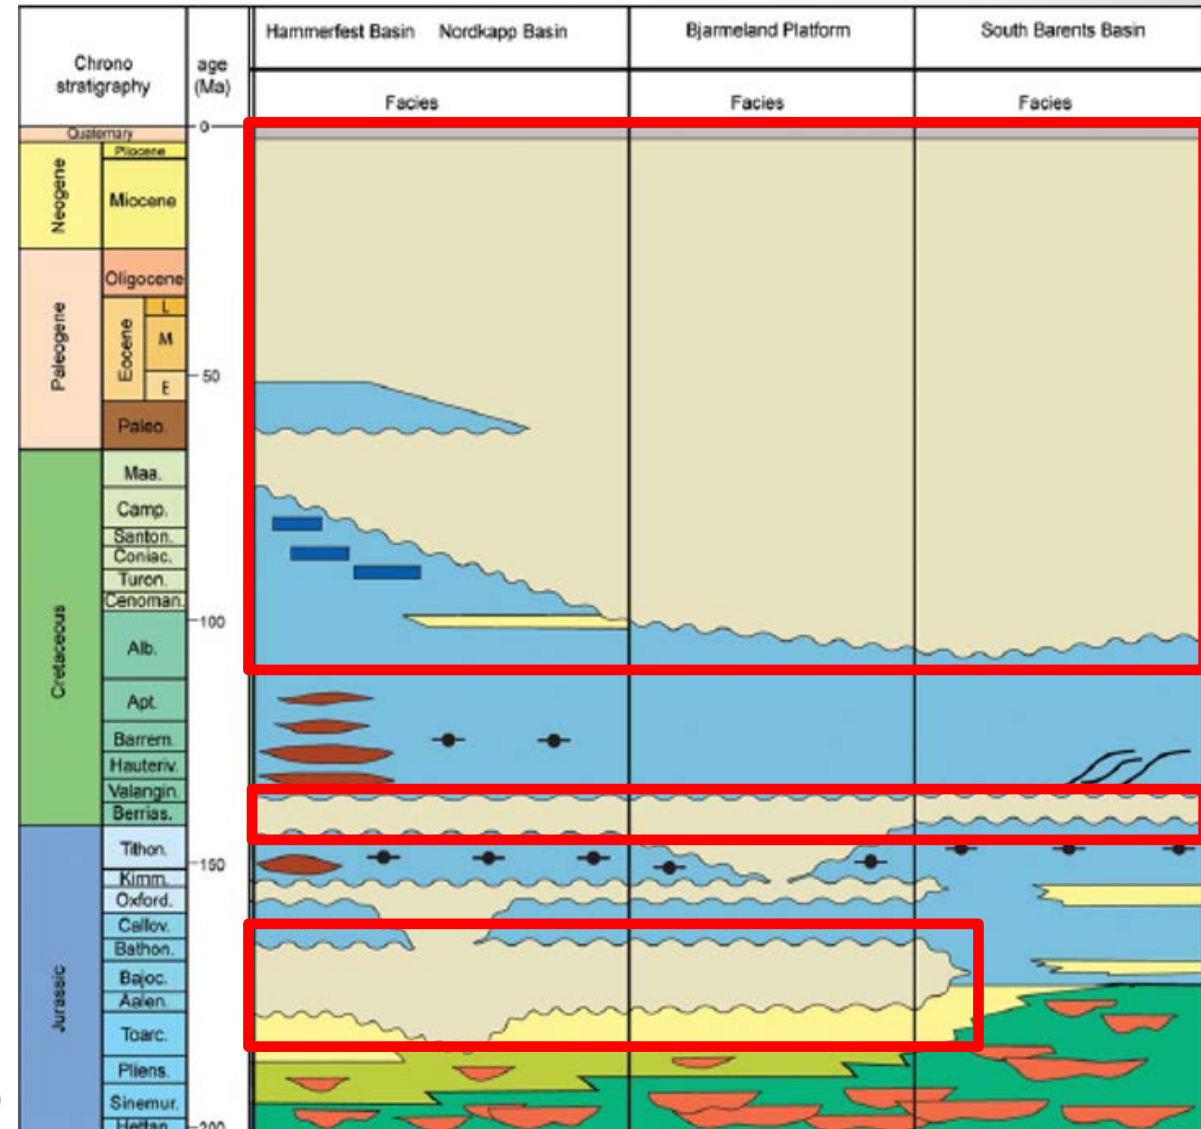 Hammerfest Basin Nordkapp Basin Bjarmeland Platform South Barents Basin
Chrono
stratigraphy
age
(Ma)
Facies Facies Facies
0
Quaternary
Neogene
Pliocene
Miocene
Paleogene
Oligocene
Eocene
L
M
E
50
Paleo.
Cretaceous
Maa.
Camp.
Santon.
Coniac.
Turon.
Cenoman.
100
Alb.
Apt.
Barrem.
Hauteriv.
Valangin.
Berrias.
Jurassic
Tithon.
150
Kimm.
Oxford.
Callov.
Bathon.
Bajoc.
Aalen.
Toarc.
Pliens.
Sinemur.
Hettan.
200